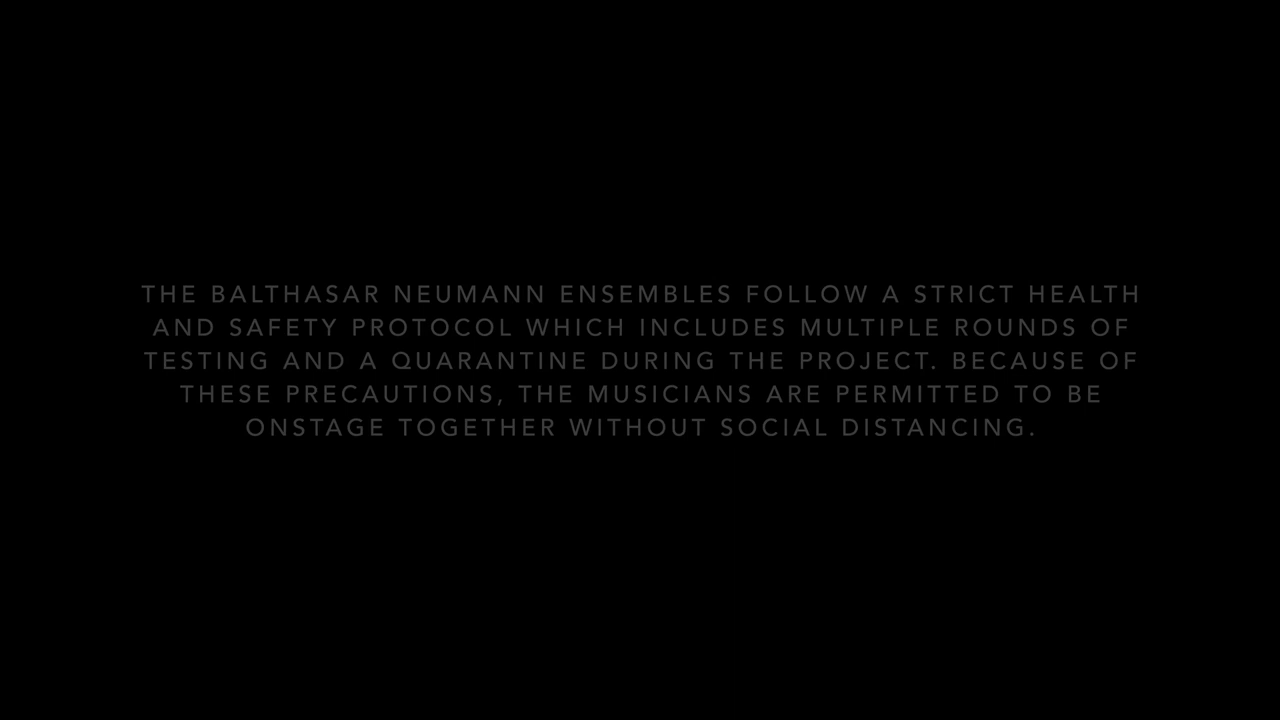 THE BALTHASAR NEUMANN ENSEMBLES FOLLOW A STRICT HEALTH
AND SAFETY PROTOCOL WHICH INCLUDES MULTIPLE ROUNDS OF
TESTING AND A QUARANTINE DURING THE PROJECT. BECAUSE OF
THESE PRECAUTIONS, THE MUSICIANS ARE PERMITTED TO BE
ONSTAGE TOGETHER WITHOUT SOCIAL DISTANCING.